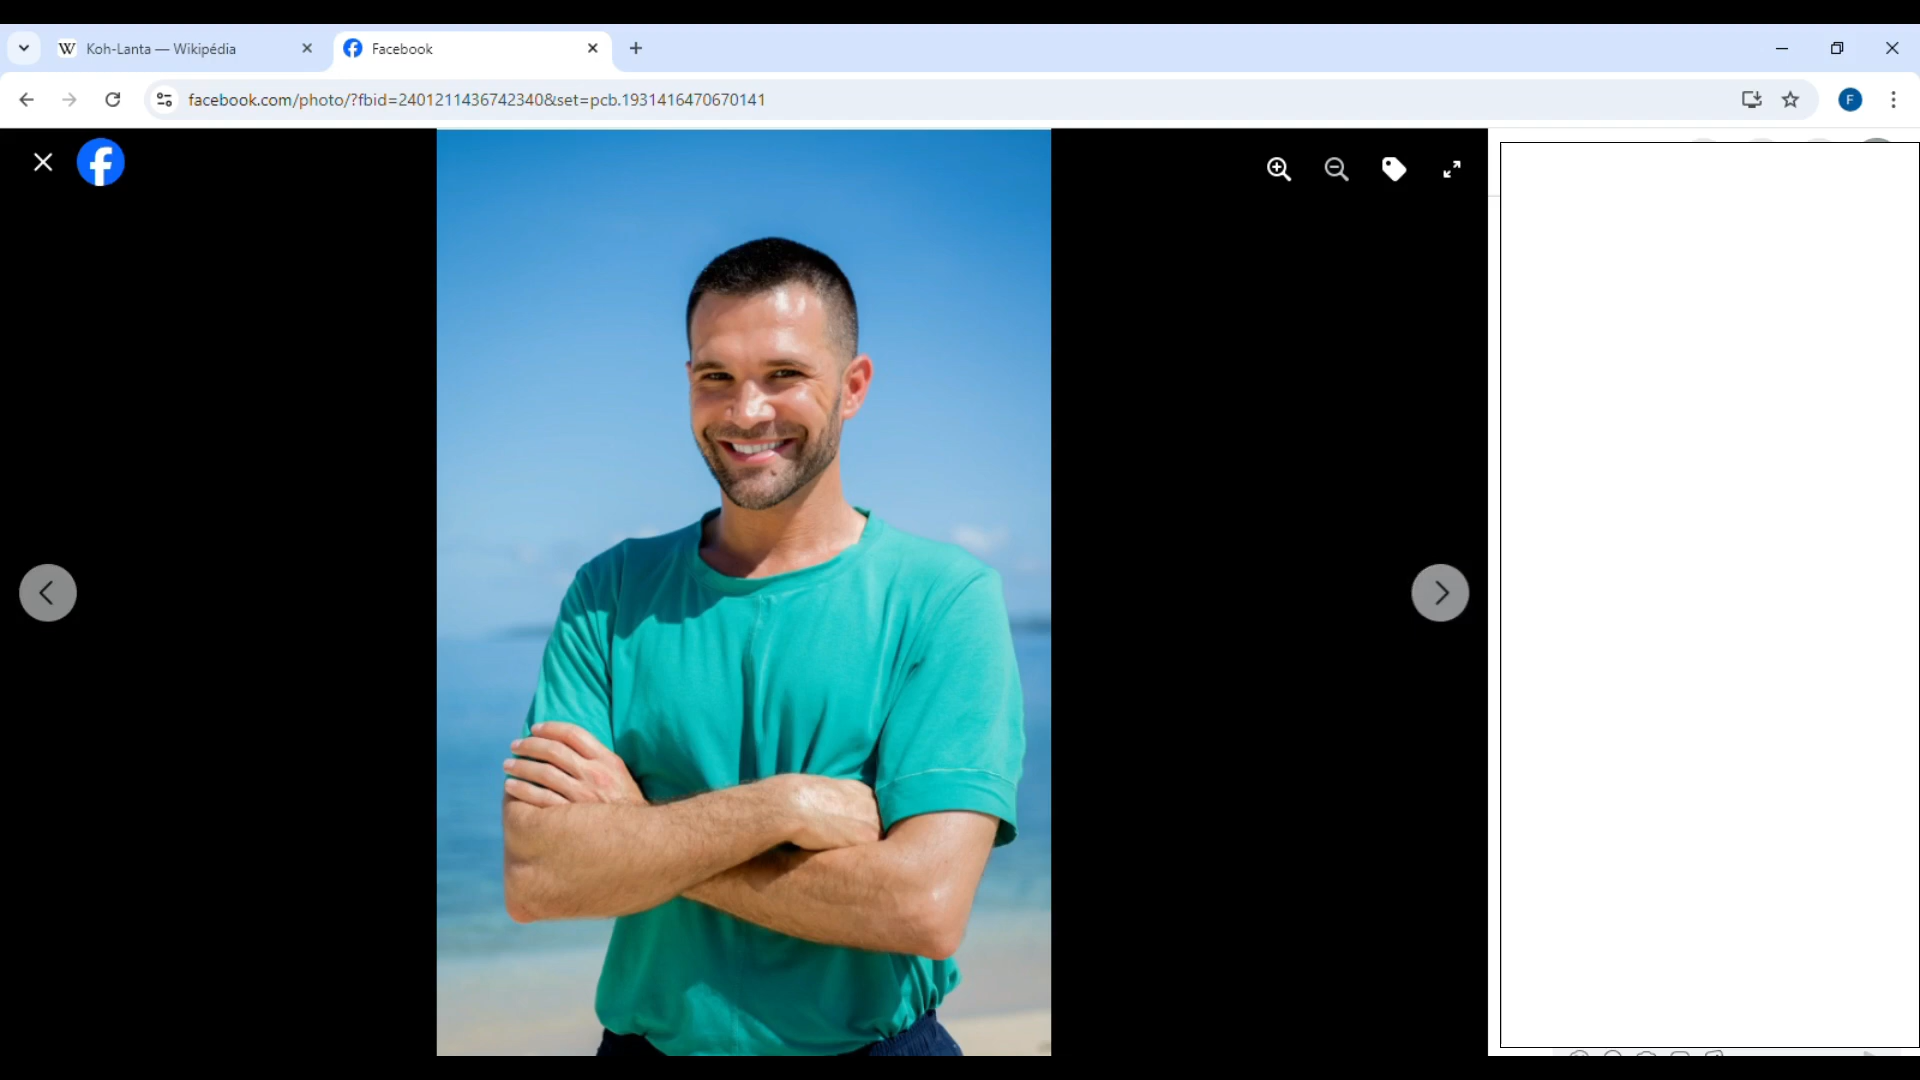 Koh-Lanta — Wikipédia
Facebook
facebook.com/photo/?fbid=2401211436742340&set=pcb.1931416470670141
F